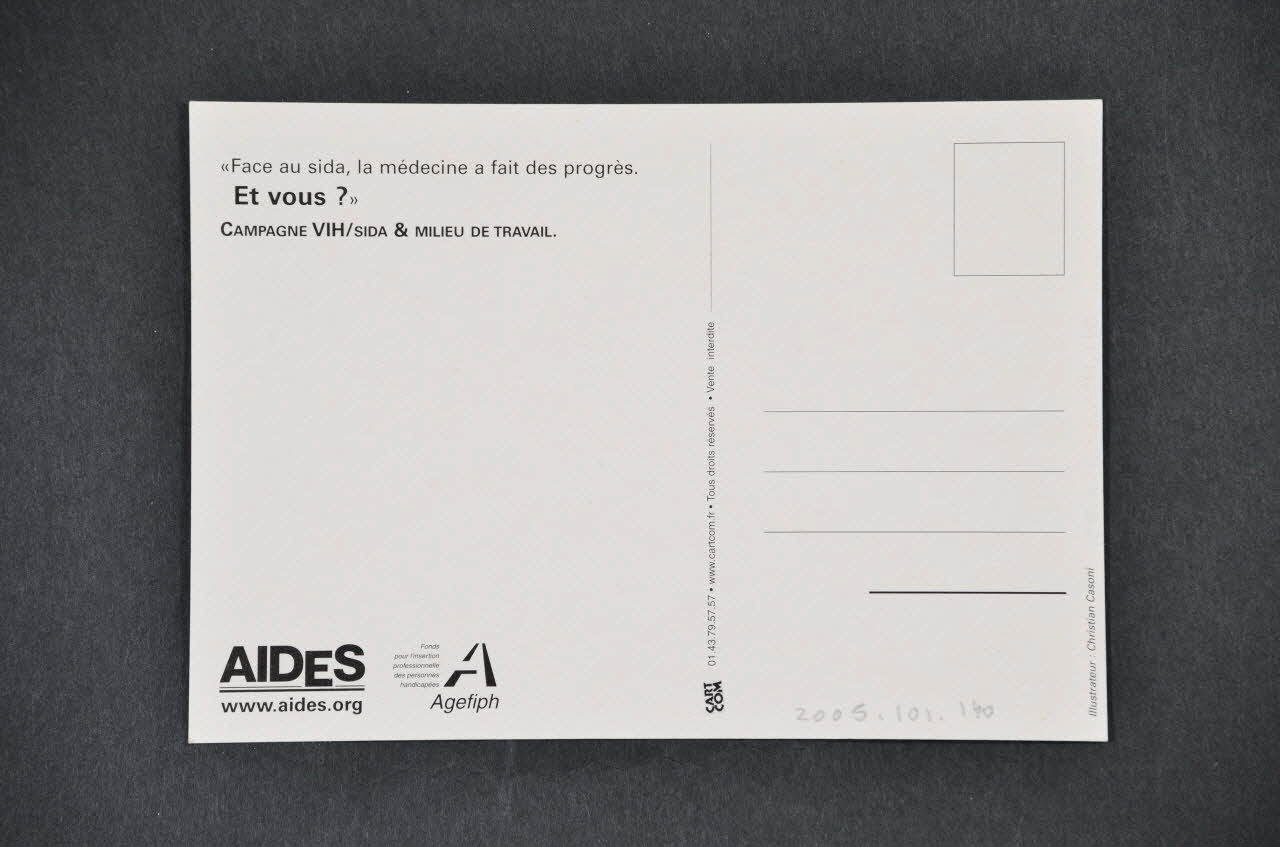 «Face au sida, la médecine a fait des progrès.
Et vous ?»
CAMPAGNE VIH/SIDA & MILIEU DE TRAVAIL.
AIDES
www.aides.org
Fonds
pour l'insertion
professionnelle
des personnes
handicapées
Agefiph
CART
COM
01.43.79.57.57 • www.cartcom.fr • Tous droits réservés • Vente interdite
2005.101.140
Illustrateur : Christian Casoni